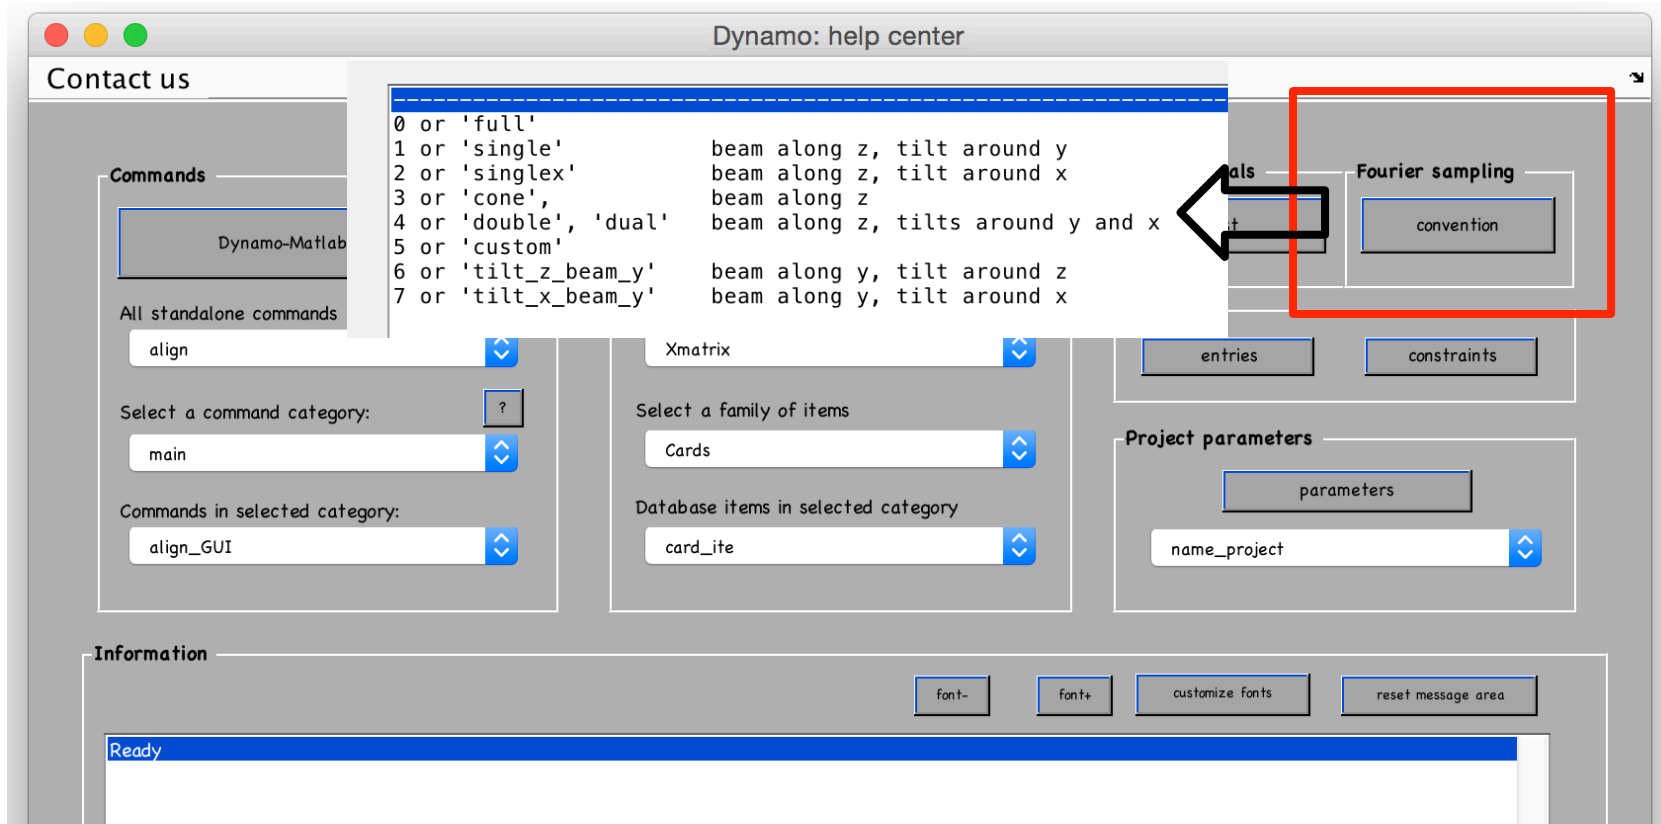 Dynamo: help center
Contact us
------------------------------------------------------------------
0 or 'full'
1 or 'single' beam along z, tilt around y
2 or 'singlex' beam along z, tilt around x
3 or 'cone', beam along z
4 or 'double', 'dual' beam along z, tilts around y and x
5 or 'custom'
6 or 'tilt_z_beam_y' beam along y, tilt around z
7 or 'tilt_x_beam_y' beam along y, tilt around x
Commands
Dynamo-Matlab
All standalone commands
align
Select a command category:
?
main
Commands in selected category:
align_GUI
Xmatrix
Select a family of items
Cards
Database items in selected category
card_ite
Fourier sampling
convention
entries
constraints
Project parameters
parameters
name_project
Information
font-
font+
customize fonts
reset message area
Ready